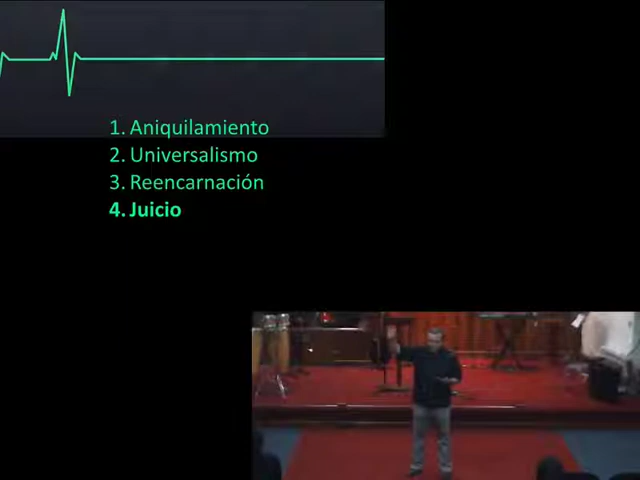 1. Aniquilamiento
2. Universalismo
3. Reencarnación
4. Juicio